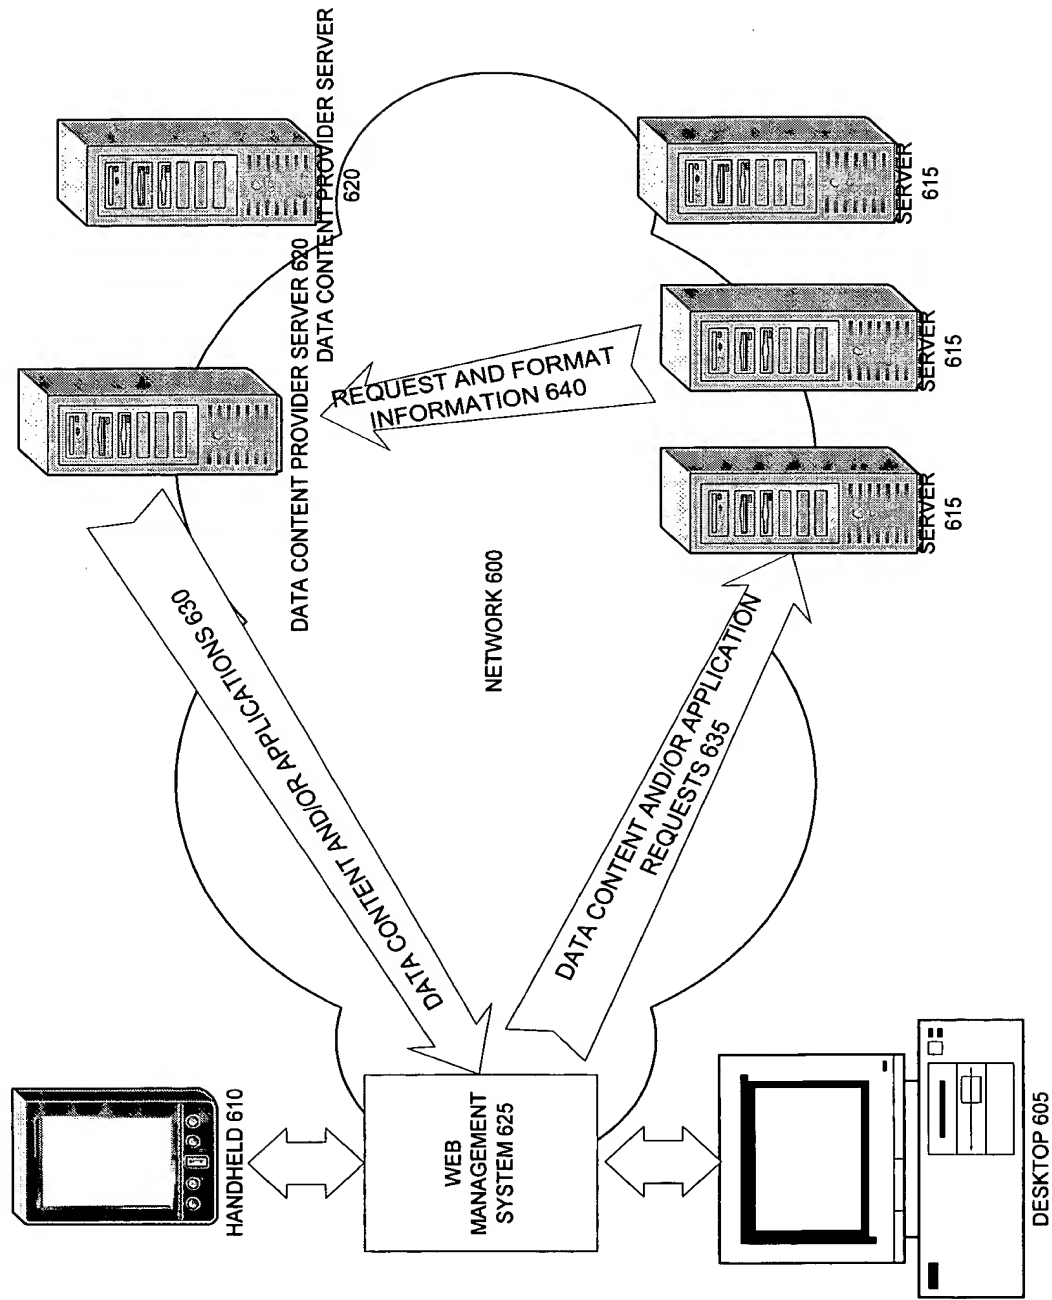 HANDHELD 610
WEB
MANAGEMENT
SYSTEM 625
DESKTOP 605
DATA CONTENT AND/OR APPLICATIONS 630
DATA CONTENT AND/OR APPLICATION
REQUESTS 635
NETWORK 600
DATA CONTENT PROVIDER SERVER 620
DATA CONTENT PROVIDER SERVER
620
REQUEST AND FORMAT
INFORMATION 640
SERVER
615
SERVER
615
SERVER
615